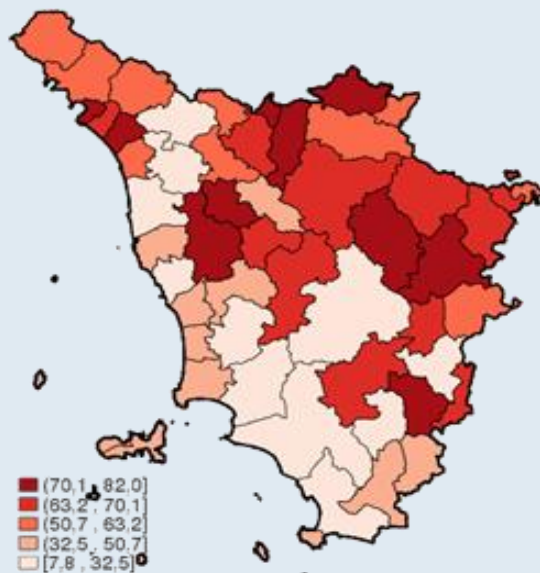 (70,1 , 82,0]
(63,2 , 70,1]
(50,7 , 63,2]
(32,5 , 50,7]
[7,8 , 32,5]